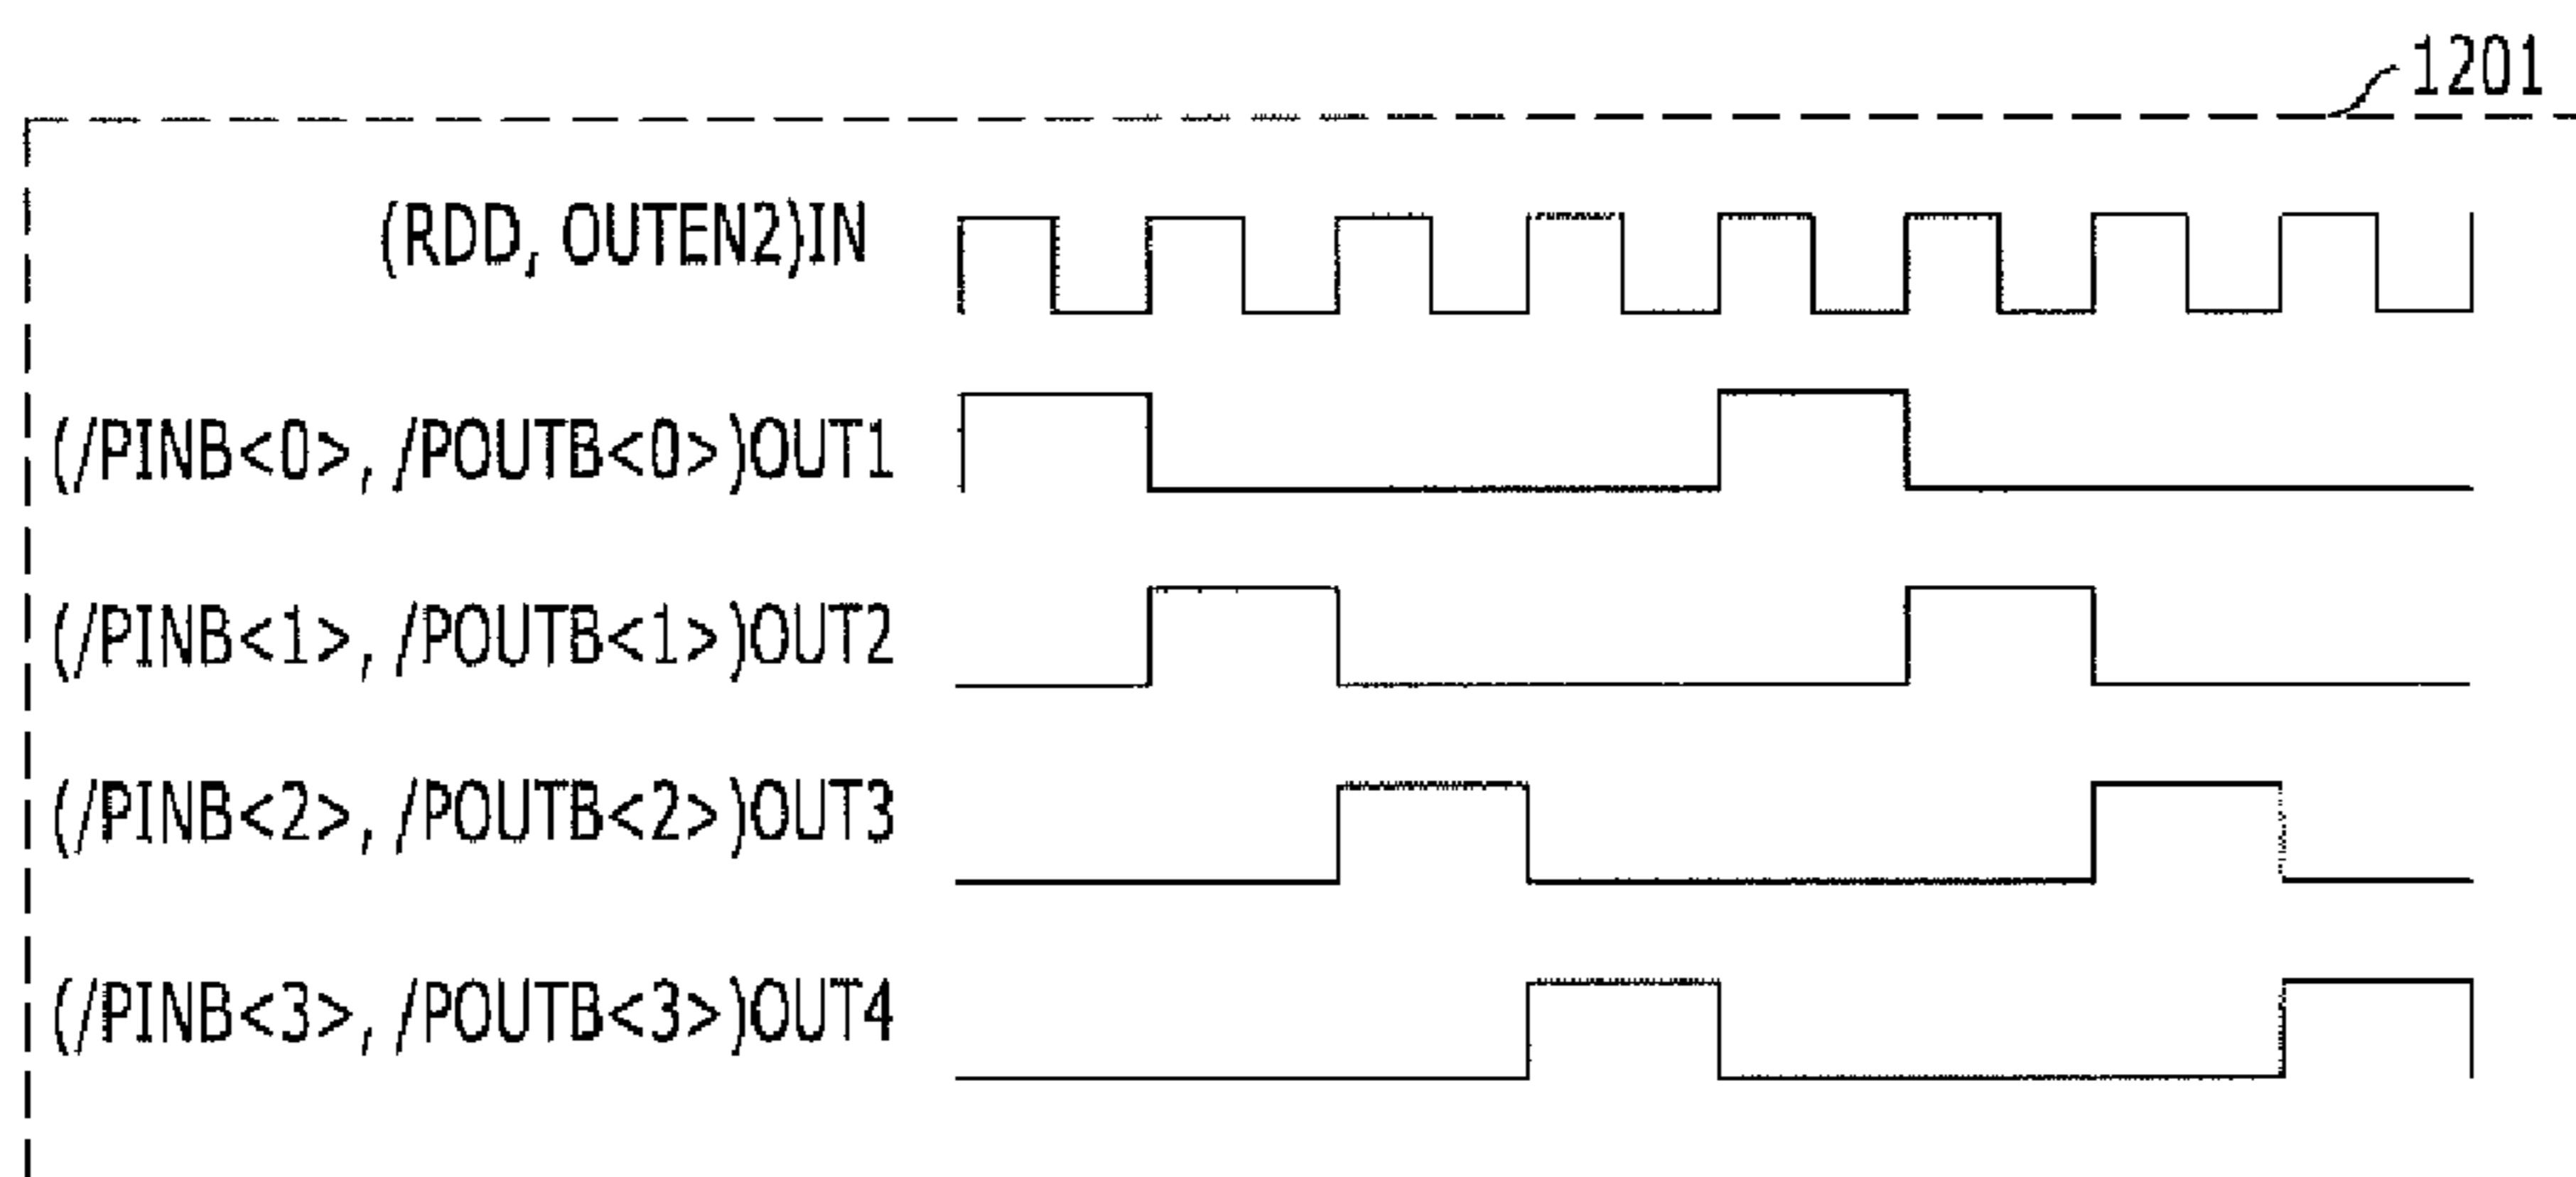 1201
(RDD, OUTEN2)IN
(/PINB<0>, /POUTB<0>)OUT1
(/PINB<1>, /POUTB<1>)OUT2
(/PINB<2>, /POUTB<2>)OUT3
(/PINB<3>, /POUTB<3>)OUT4